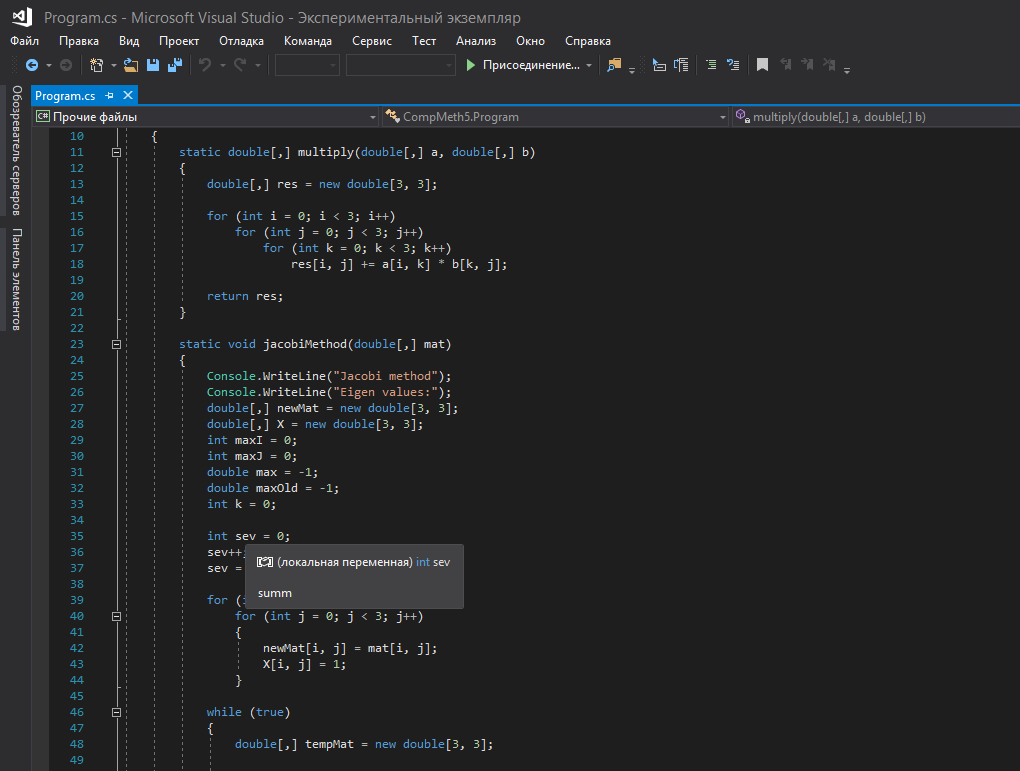 Program.cs - Microsoft Visual Studio - Экспериментальный экземпляр
Файл Правка Вид Проект Отладка Команда Сервис Тест Анализ Окно Справка
Присоединение...
Обозреватель серверов
Панель элементов
Program.cs
C# Прочие файлы CompMeth5.Program multiply(double[,] a, double[,] b)
10 {
11 static double[,] multiply(double[,] a, double[,] b)
12 {
13 double[,] res = new double[3, 3];
14
15 for (int i = 0; i < 3; i++)
16 for (int j = 0; j < 3; j++)
17 for (int k = 0; k < 3; k++)
18 res[i, j] += a[i, k] * b[k, j];
19
20 return res;
21 }
22
23 static void jacobiMethod(double[,] mat)
24 {
25 Console.WriteLine("Jacobi method");
26 Console.WriteLine("Eigen values:");
27 double[,] newMat = new double[3, 3];
28 double[,] X = new double[3, 3];
29 int maxI = 0;
30 int maxJ = 0;
31 double max = -1;
32 double maxOld = -1;
33 int k = 0;
34
35 int sev = 0;
36 sev++;
37 sev =
(локальная переменная) int sev
summ
38
39 for (
40 for (int j = 0; j < 3; j++)
41 {
42 newMat[i, j] = mat[i, j];
43 X[i, j] = 1;
44 }
45
46 while (true)
47 {
48 double[,] tempMat = new double[3, 3];
49